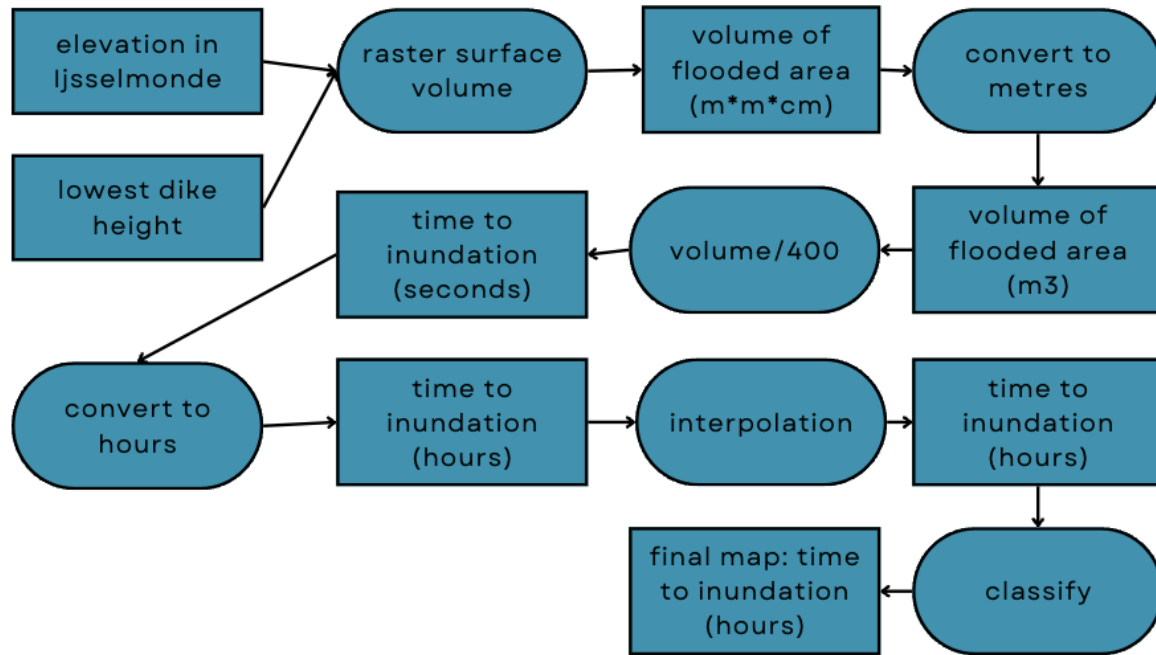 elevation in
Ijsselmonde
raster surface
volume
volume of
flooded area
(m*m*cm)
convert to
metres
lowest dike
height
time to
inundation
(seconds)
volume/400
volume of
flooded area
(m3)
convert to
hours
time to
inundation
(hours)
interpolation
time to
inundation
(hours)
final map: time
to inundation
(hours)
classify